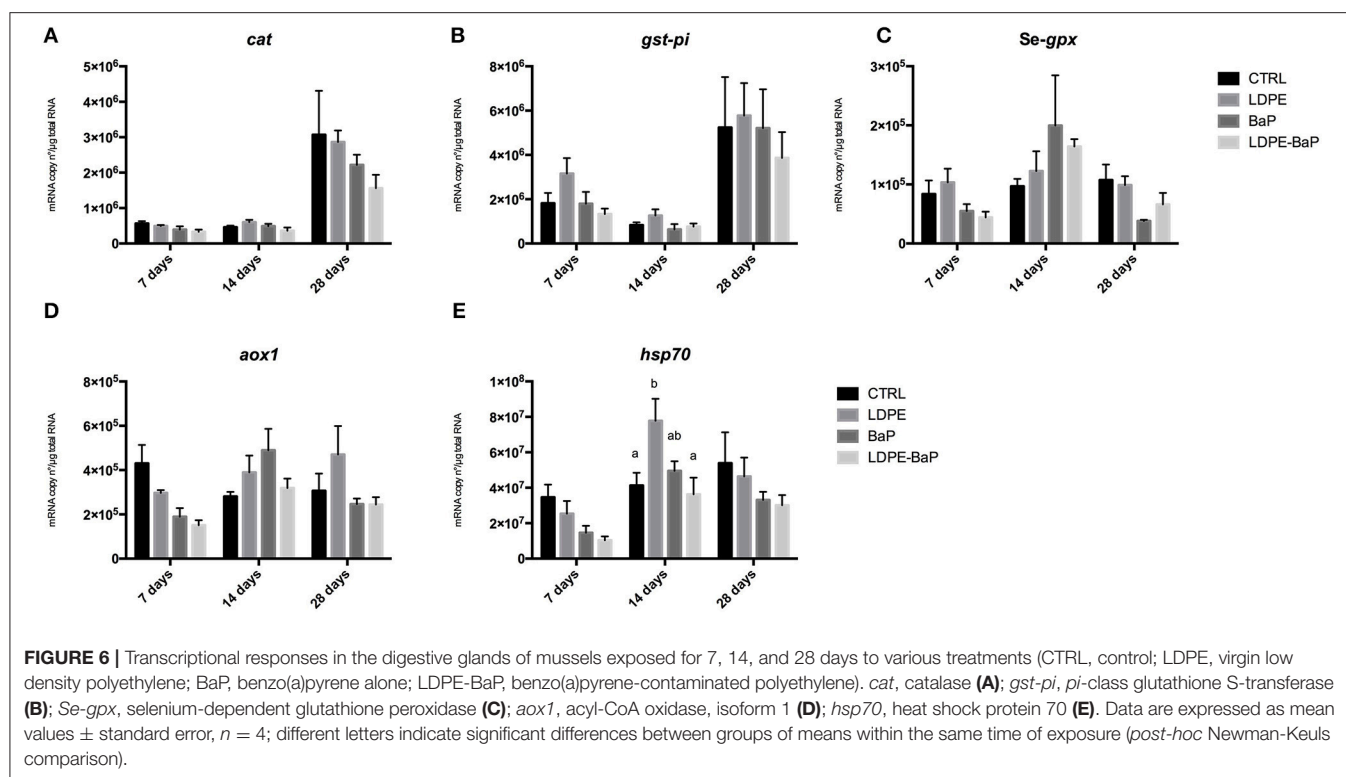 A
cat
mRNA copy n°/µg total RNA
5×10⁶
4×10⁶
3×10⁶
2×10⁶
1×10⁶
0
7 days
14 days
28 days
B
gst-pi
mRNA copy n°/µg total RNA
8×10⁶
6×10⁶
4×10⁶
2×10⁶
0
7 days
14 days
28 days
C
Se-gpx
mRNA copy n°/µg total RNA
3×10⁵
2×10⁵
1×10⁵
0
7 days
14 days
28 days
CTRL
LDPE
BaP
LDPE-BaP
D
aox1
mRNA copy n°/µg total RNA
8×10⁵
6×10⁵
4×10⁵
2×10⁵
0
7 days
14 days
28 days
E
hsp70
mRNA copy n°/µg total RNA
1×10⁸
8×10⁷
6×10⁷
4×10⁷
2×10⁷
0
a
b
ab
a
7 days
14 days
28 days
CTRL
LDPE
BaP
LDPE-BaP
FIGURE 6 | Transcriptional responses in the digestive glands of mussels exposed for 7, 14, and 28 days to various treatments (CTRL, control; LDPE, virgin low
density polyethylene; BaP, benzo(a)pyrene alone; LDPE-BaP, benzo(a)pyrene-contaminated polyethylene). cat, catalase (A); gst-pi, pi-class glutathione S-transferase
(B); Se-gpx, selenium-dependent glutathione peroxidase (C); aox1, acyl-CoA oxidase, isoform 1 (D); hsp70, heat shock protein 70 (E). Data are expressed as mean
values ± standard error, n = 4; different letters indicate significant differences between groups of means within the same time of exposure (post-hoc Newman-Keuls
comparison).